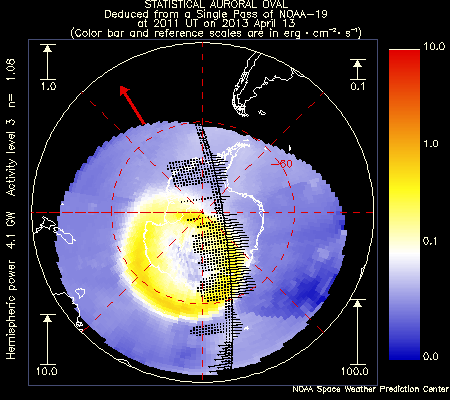 STATISTICAL AURORAL OVAL
Deduced from a Single Pass of NOAA-19
at 2011 UT on 2013 April 13
(Color bar and reference scales are in erg · cm⁻² · s⁻¹)
Hemispheric power 4.1 GW Activity level 3 n= 1.08
1.0
0.1
10.0
100.0
-60
10.0
1.0
0.1
0.0
NOAA Space Weather Prediction Center